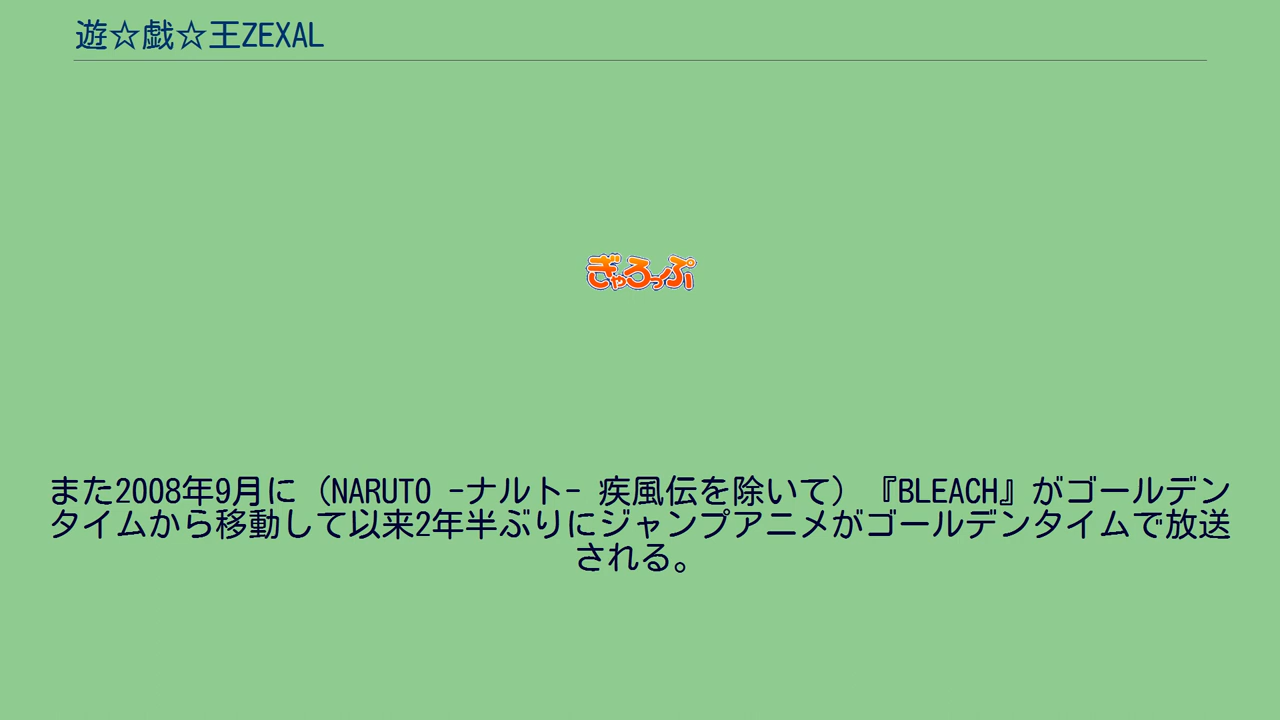 遊☆戯☆王ZEXAL
ぎゃろっぷ
また2008年9月に（NARUTO -ナルト- 疾風伝を除いて）『BLEACH』がゴールデン
タイムから移動して以来2年半ぶりにジャンプアニメがゴールデンタイムで放送
される。